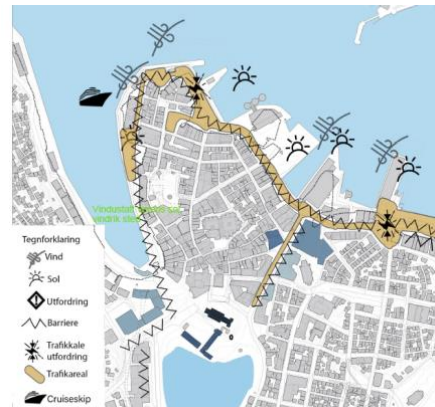 Tegnforklaring
Vind
Sol
Utfordring
Barriere
Trafikkale
utfordring
Trafikareal
Cruiseskip